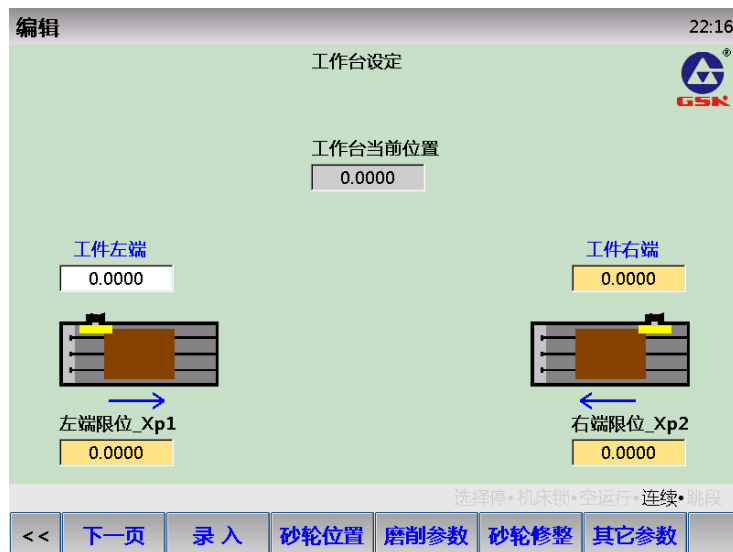 编辑 22:16
工作台设定
®
GSK
工作台当前位置
0.0000
工件左端 工件右端
0.0000 0.0000
左端限位_Xp1 右端限位_Xp2
0.0000 0.0000
选择停•机床锁•空运行•连续•跳段
<< 下一页 录入 砂轮位置 磨削参数 砂轮修整 其它参数